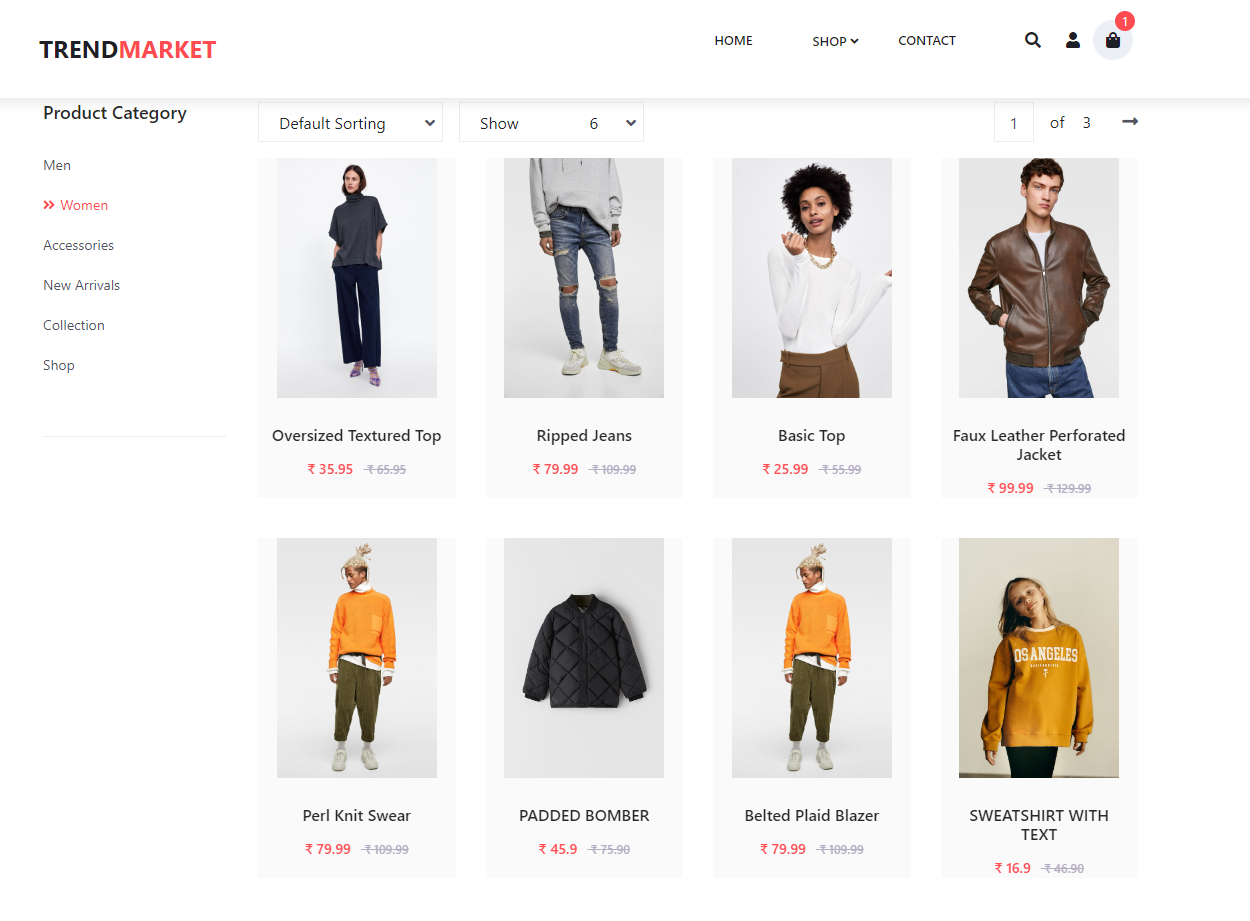 TRENDMARKET
HOME
SHOP
CONTACT
1
Product Category
Men
Women
Accessories
New Arrivals
Collection
Shop
Default Sorting
Show 6
1 of 3
Oversized Textured Top
₹ 35.95 ₹ 65.95
Ripped Jeans
₹ 79.99 ₹ 109.99
Basic Top
₹ 25.99 ₹ 55.99
Faux Leather Perforated
Jacket
₹ 99.99 ₹ 129.99
OS ANGELES
CALIFORNIA
Perl Knit Swear
₹ 79.99 ₹ 109.99
PADDED BOMBER
₹ 45.9 ₹ 75.90
Belted Plaid Blazer
₹ 79.99 ₹ 109.99
SWEATSHIRT WITH
TEXT
₹ 16.9 ₹ 46.90